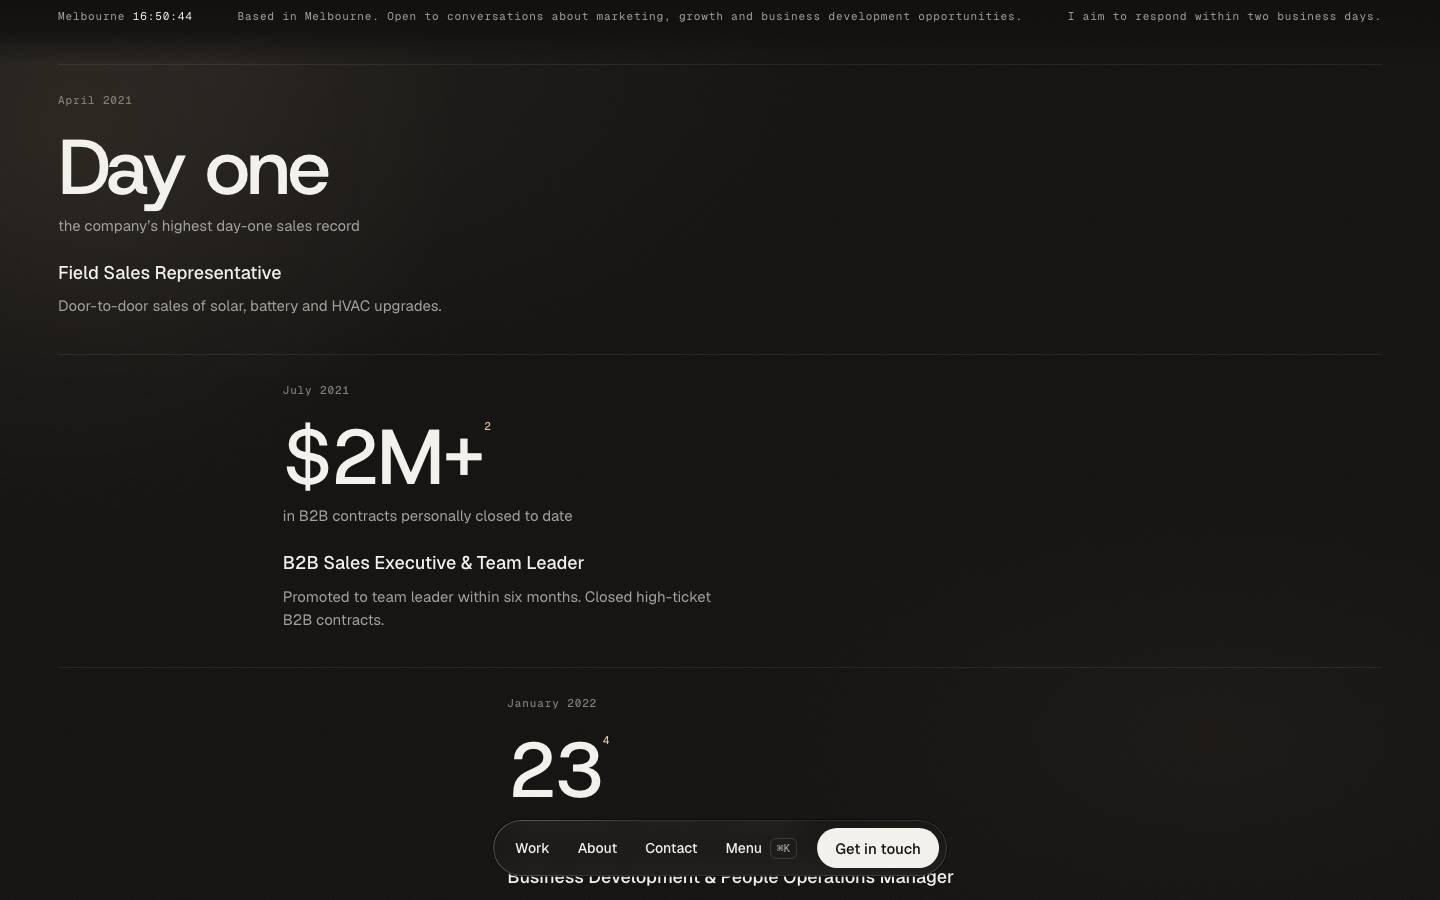 Melbourne 16:50:44 Based in Melbourne. Open to conversations about marketing, growth and business development opportunities. I aim to respond within two business days.
April 2021
Day one
the company's highest day-one sales record
Field Sales Representative
Door-to-door sales of solar, battery and HVAC upgrades.
July 2021
$2M+ 2
in B2B contracts personally closed to date
B2B Sales Executive & Team Leader
Promoted to team leader within six months. Closed high-ticket
B2B contracts.
January 2022
23 4
Work About Contact Menu ⌘K Get in touch
Business Development & People Operations Manager